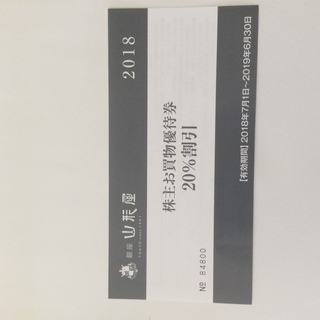 2018
銀座 山形屋
株主お買物優待券
20%割引
【有効期間】2018年7月1日~2019年6月30日
№ 84800